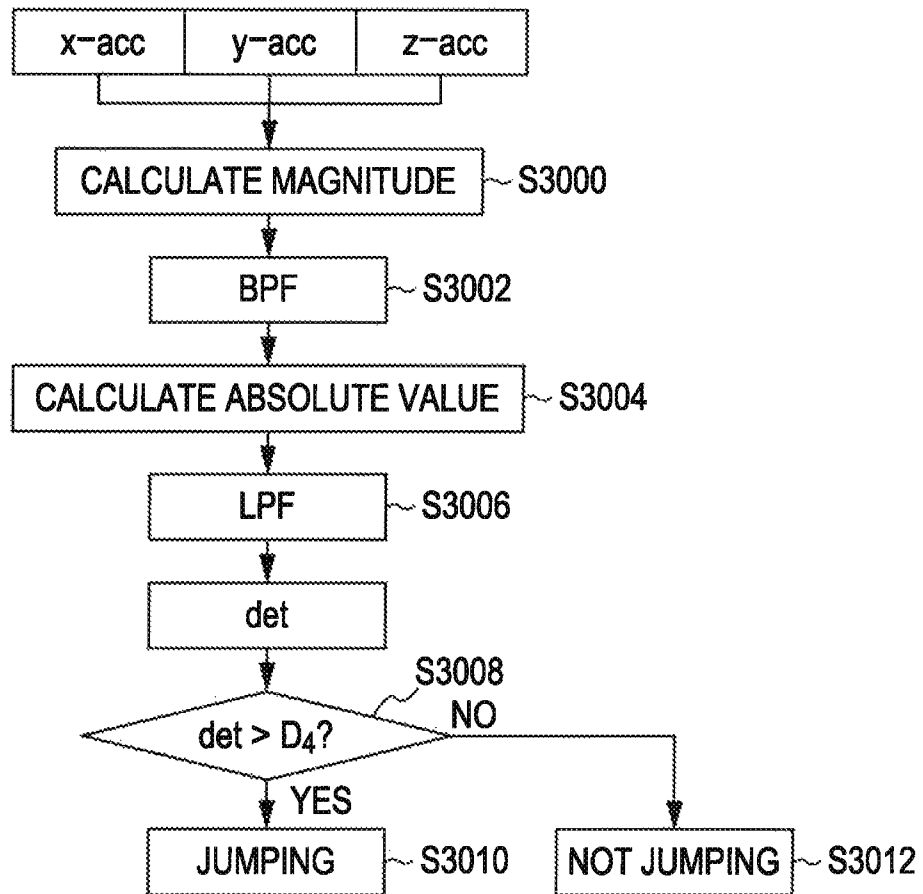 x-acc y-acc z-acc
CALCULATE MAGNITUDE S3000
BPF S3002
CALCULATE ABSOLUTE VALUE S3004
LPF S3006
det
S3008
det > D4? NO
YES
JUMPING S3010
NOT JUMPING S3012